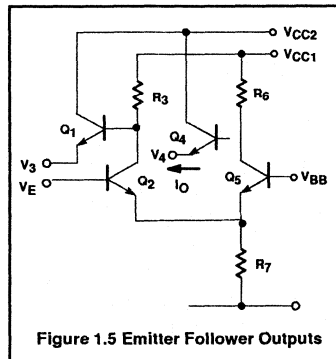 VCC2
VCC1
R3
R6
Q1
Q4
V3
V4
Q5
VBB
VE
Q2
IO
R7
Figure 1.5 Emitter Follower Outputs